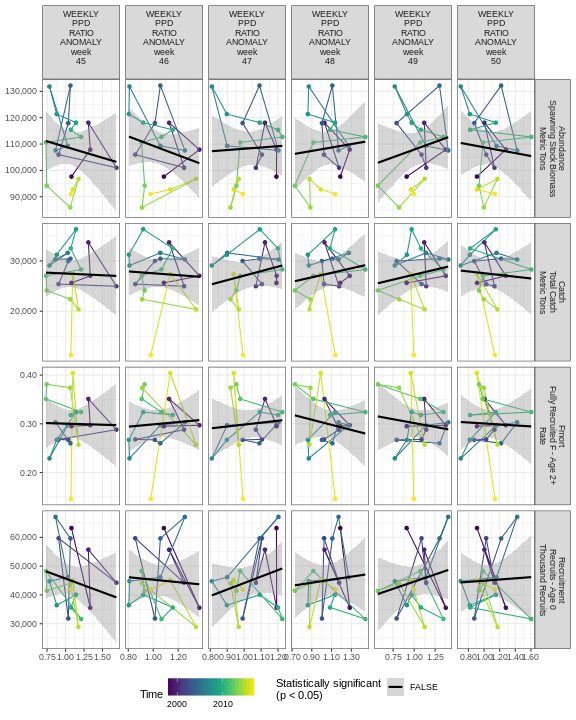 WEEKLY PPD RATIO ANOMALY week 45
WEEKLY PPD RATIO ANOMALY week 46
WEEKLY PPD RATIO ANOMALY week 47
WEEKLY PPD RATIO ANOMALY week 48
WEEKLY PPD RATIO ANOMALY week 49
WEEKLY PPD RATIO ANOMALY week 50
130,000
120,000
110,000
100,000
90,000
Abundance
Spawning Stock Biomass
Metric Tons
30,000
20,000
Catch
Total Catch
Metric Tons
0.40
0.30
0.20
Fmort
Fully Recruited F - Age 2+
Rate
60,000
50,000
40,000
30,000
Recruitment
Recruits - Age 0
Thousand Recruits
0.75 1.00 1.25 1.50
0.80 1.00 1.20
0.80 0.90 1.00 1.10 1.20
0.70 0.90 1.10 1.30
0.75 1.00 1.25
0.80 1.00 1.20 1.40 1.60
Time
2000 2010
Statistically significant
(p < 0.05)
FALSE